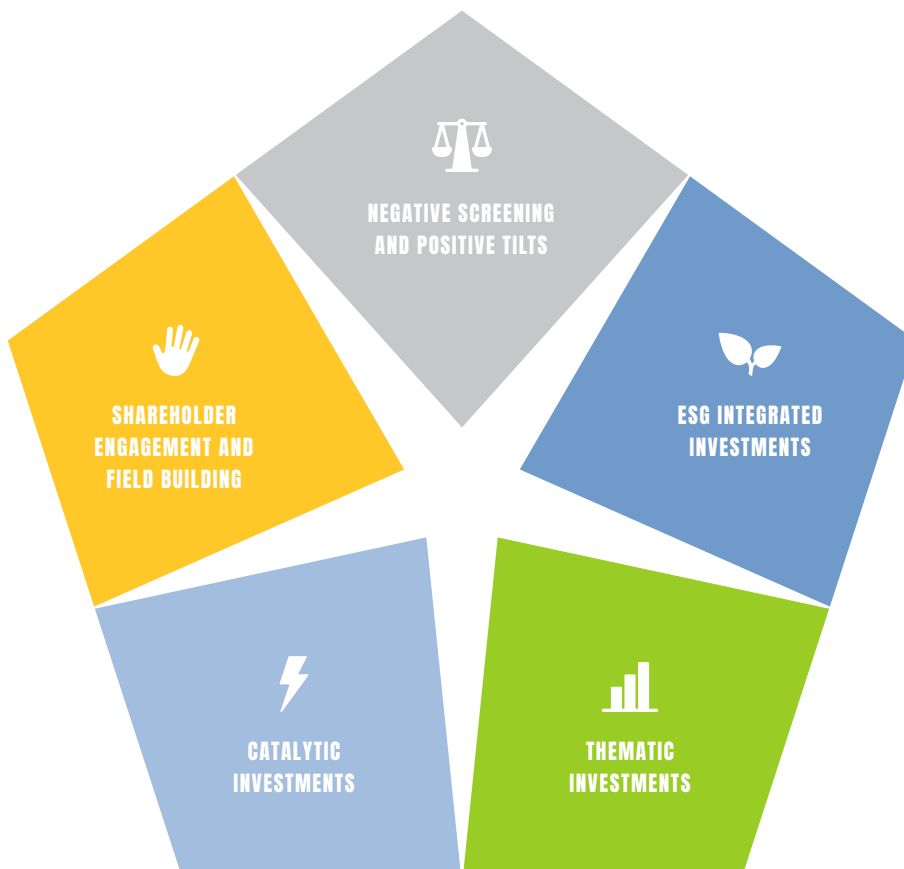 NEGATIVE SCREENING
AND POSITIVE TILTS
SHAREHOLDER
ENGAGEMENT AND
FIELD BUILDING
ESG INTEGRATED
INVESTMENTS
CATALYTIC
INVESTMENTS
THEMATIC
INVESTMENTS